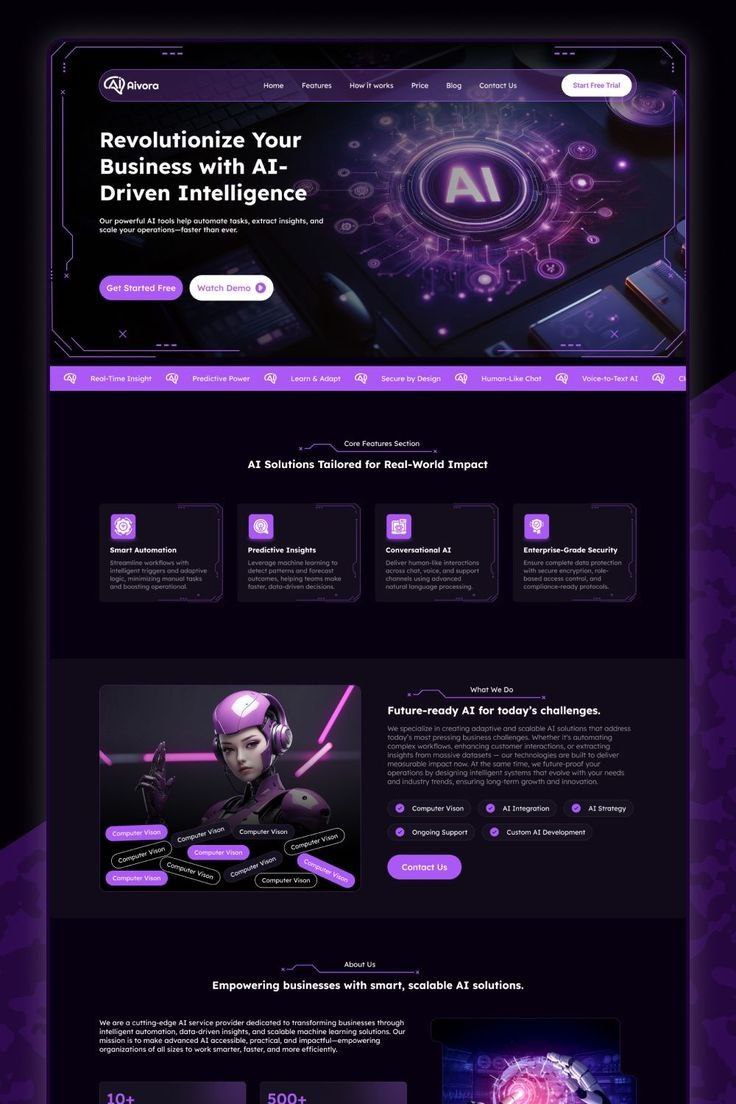 Aivora
Home Features How it works Price Blog Contact Us
Start Free Trial
Revolutionize Your
Business with AI-
Driven Intelligence
Our powerful AI tools help automate tasks, extract insights, and
scale your operations—faster than ever.
Get Started Free
Watch Demo
AI
Real-Time Insight Predictive Power Learn & Adapt Secure by Design Human-Like Chat Voice-to-Text AI
Core Features Section
AI Solutions Tailored for Real-World Impact
Smart Automation
Streamline workflows with
intelligent triggers and adaptive
logic, minimizing manual tasks
and boosting operational.
Predictive Insights
Leverage machine learning to
detect patterns and forecast
outcomes, helping teams make
faster, data-driven decisions.
Conversational AI
Deliver human-like interactions
across chat, voice, and support
channels using advanced
natural language processing.
Enterprise-Grade Security
Ensure complete data protection
with secure encryption, role-
based access control, and
compliance-ready protocols.
Computer Vison
Computer Vison
Computer Vison
Computer Vison
Computer Vison
Computer Vison
Computer Vison
Computer Vison
Computer Vison
Computer Vison
Computer Vison
What We Do
Future-ready AI for today's challenges.
We specialize in creating adaptive and scalable AI solutions that address
today's most pressing business challenges. Whether it's automating
complex workflows, enhancing customer interactions, or extracting
insights from massive datasets — our technologies are built to deliver
measurable impact now. At the same time, we future-proof your
operations by designing intelligent systems that evolve with your needs
and industry trends, ensuring long-term growth and innovation.
Computer Vison AI Integration AI Strategy
Ongoing Support Custom AI Development
Contact Us
About Us
Empowering businesses with smart, scalable AI solutions.
We are a cutting-edge AI service provider dedicated to transforming businesses through
intelligent automation, data-driven insights, and scalable machine learning solutions. Our
mission is to make advanced AI accessible, practical, and impactful—empowering
organizations of all sizes to work smarter, faster, and more efficiently.
10+
500+